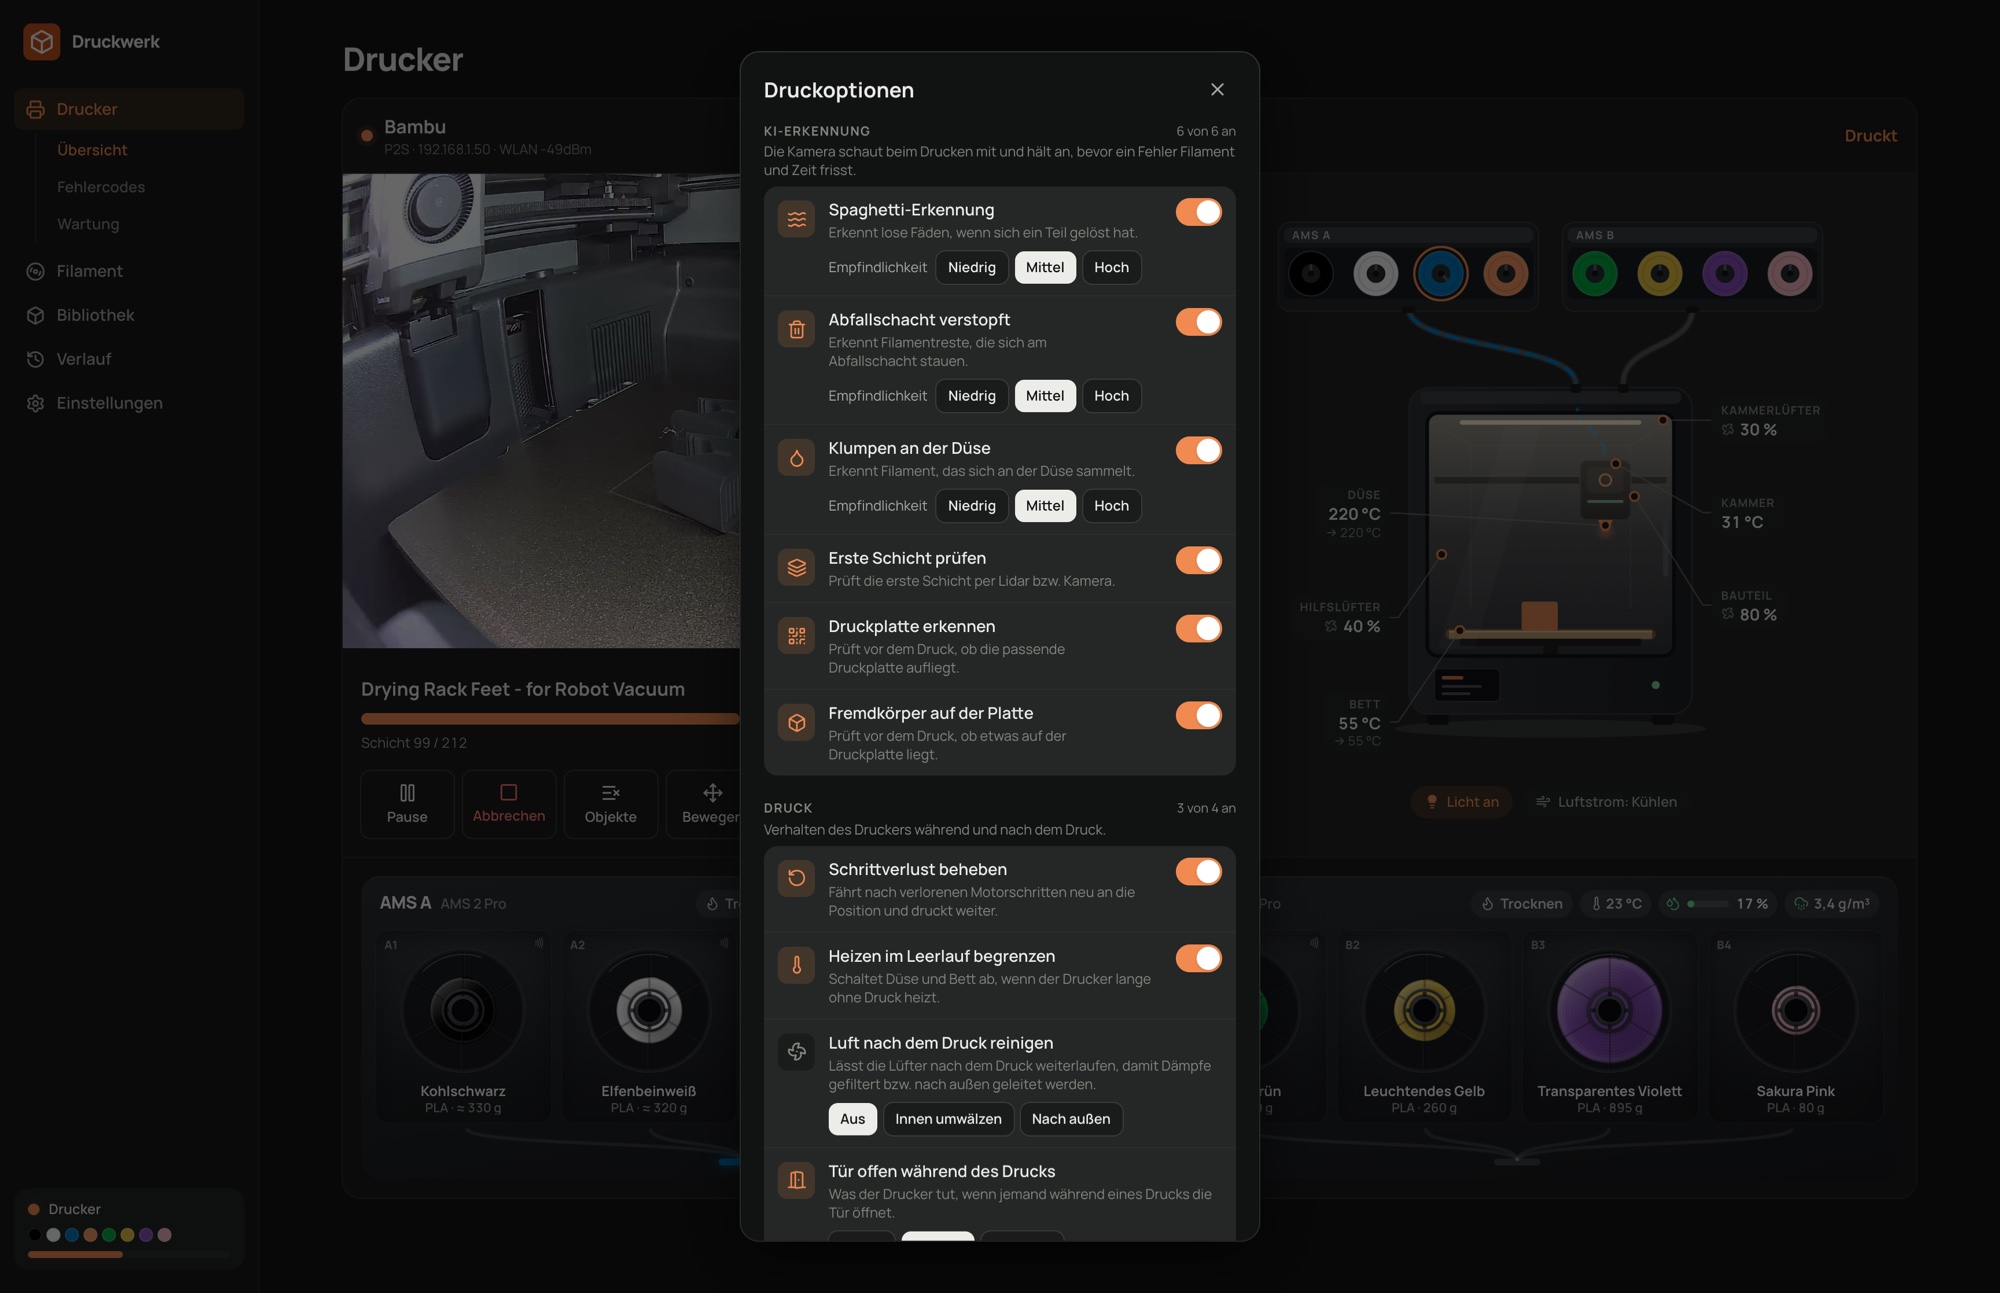 Druckwerk
Drucker
Übersicht
Fehlercodes
Wartung
Filament
Bibliothek
Verlauf
Einstellungen
Drucker
Drucker
Bambu
P2S · 192.168.1.50 · WLAN -49dBm
Druckt
Drying Rack Feet - for Robot Vacuum
Schicht 99 / 212
Pause
Abbrechen
Objekte
Druckoptionen
KI-ERKENNUNG
6 von 6 an
Die Kamera schaut beim Drucken mit und hält an, bevor ein Fehler Filament
und Zeit frisst.
Spaghetti-Erkennung
Erkennt lose Fäden, wenn sich ein Teil gelöst hat.
Empfindlichkeit Niedrig Mittel Hoch
Abfallschacht verstopft
Erkennt Filamentreste, die sich am
Abfallschacht stauen.
Empfindlichkeit Niedrig Mittel Hoch
Klumpen an der Düse
Erkennt Filament, das sich an der Düse sammelt.
Empfindlichkeit Niedrig Mittel Hoch
Erste Schicht prüfen
Prüft die erste Schicht per Lidar bzw. Kamera.
Druckplatte erkennen
Prüft vor dem Druck, ob die passende
Druckplatte aufliegt.
Fremdkörper auf der Platte
Prüft vor dem Druck, ob etwas auf der
Druckplatte liegt.
DRUCK
3 von 4 an
Verhalten des Druckers während und nach dem Druck.
Schrittverlust beheben
Fährt nach verlorenen Motorschritten neu an die
Position und druckt weiter.
Heizen im Leerlauf begrenzen
Schaltet Düse und Bett ab, wenn der Drucker lange
ohne Druck heizt.
Luft nach dem Druck reinigen
Lässt die Lüfter nach dem Druck weiterlaufen, damit Dämpfe
gefiltert bzw. nach außen geleitet werden.
Aus Innen umwälzen Nach außen
Tür offen während des Drucks
Was der Drucker tut, wenn jemand während eines Drucks die
Tür öffnet.
AMS A
AMS B
KAMMERLÜFTER
30 %
DÜSE
220 °C
→ 220 °C
KAMMER
31 °C
HILFSLÜFTER
40 %
BAUTEIL
80 %
BETT
55 °C
→ 55 °C
Licht an
Luftstrom: Kühlen
AMS A AMS 2 Pro
A1
Kohlschwarz
PLA · ≈ 330 g
A2
Elfenbeinweiß
PLA · ≈ 320 g
Pro
Trocknen
23 °C
17 %
3,4 g/m³
B2
Leuchtendes Gelb
PLA · 260 g
B3
Transparentes Violett
PLA · 895 g
B4
Sakura Pink
PLA · 80 g